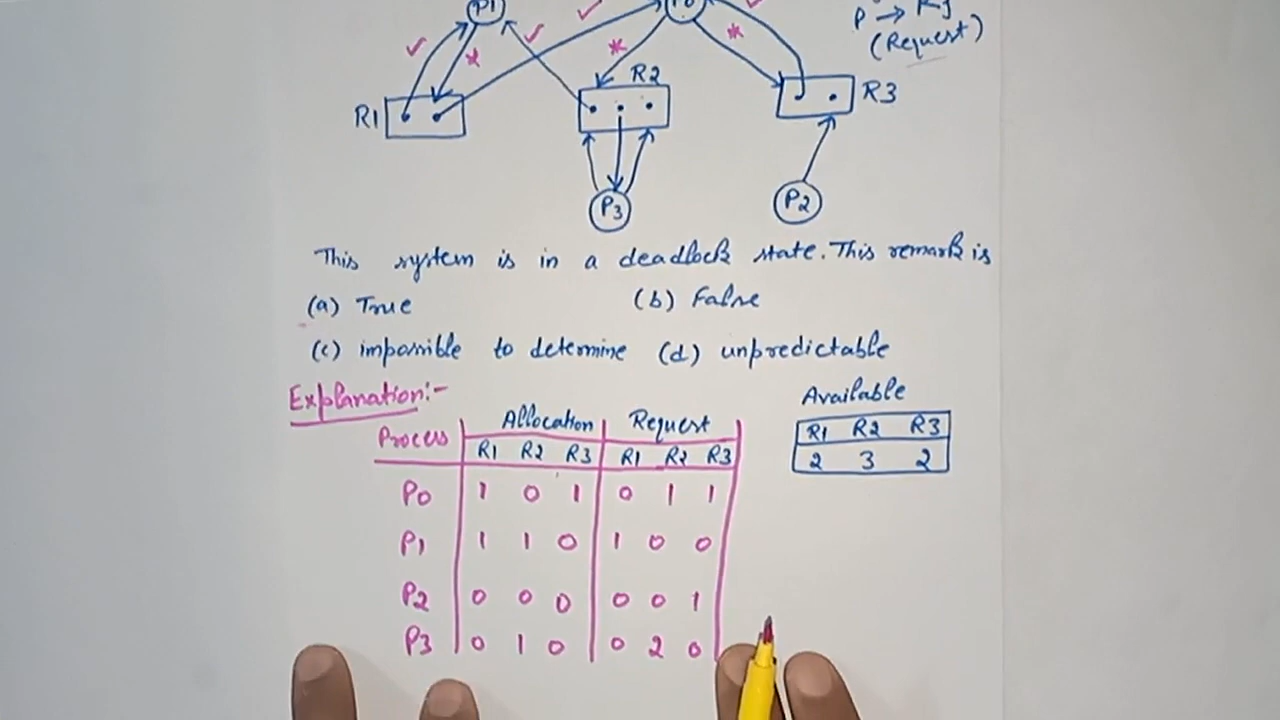 P1
P → R3
(Request)
R1
R2
R3
P3
P2
This system is in a deadlock state. This remark is
(a) True (b) False
(c) impossible to determine (d) unpredictable
Explanation:-
Available
Process Allocation Request
R1 R2 R3 R1 R2 R3
R1 R2 R3
2 3 2
P0 1 0 1 0 1 1
P1 1 1 0 1 0 0
P2 0 0 0 0 0 1
P3 0 1 0 0 2 0